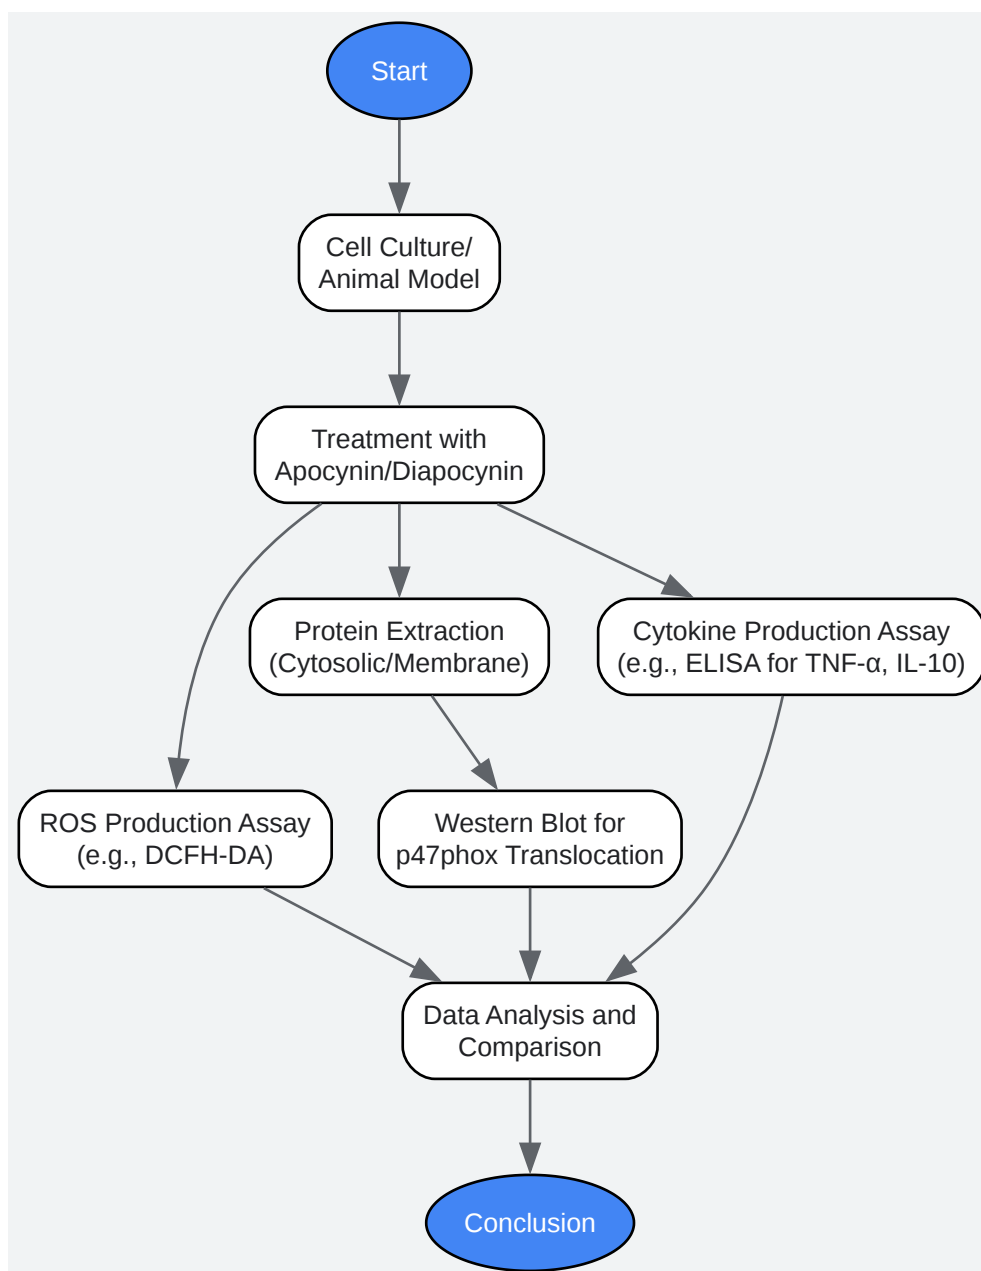 Start
Cell Culture/
Animal Model
Treatment with
Apocynin/Diapocynin
Protein Extraction
(Cytosolic/Membrane)
Cytokine Production Assay
(e.g., ELISA for TNF-α, IL-10)
ROS Production Assay
(e.g., DCFH-DA)
Western Blot for
p47phox Translocation
Data Analysis and
Comparison
Conclusion